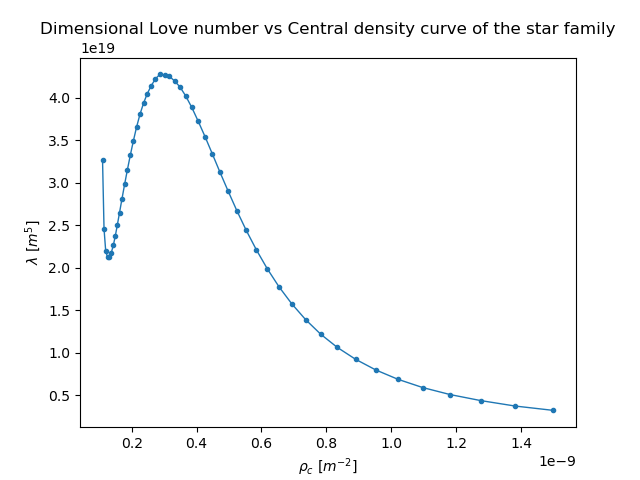 Dimensional Love number vs Central density curve of the star family
1e19
4.0
3.5
3.0
2.5
2.0
1.5
1.0
0.5
λ [m⁵]
0.2 0.4 0.6 0.8 1.0 1.2 1.4
1e−9
ρ_c [m⁻²]